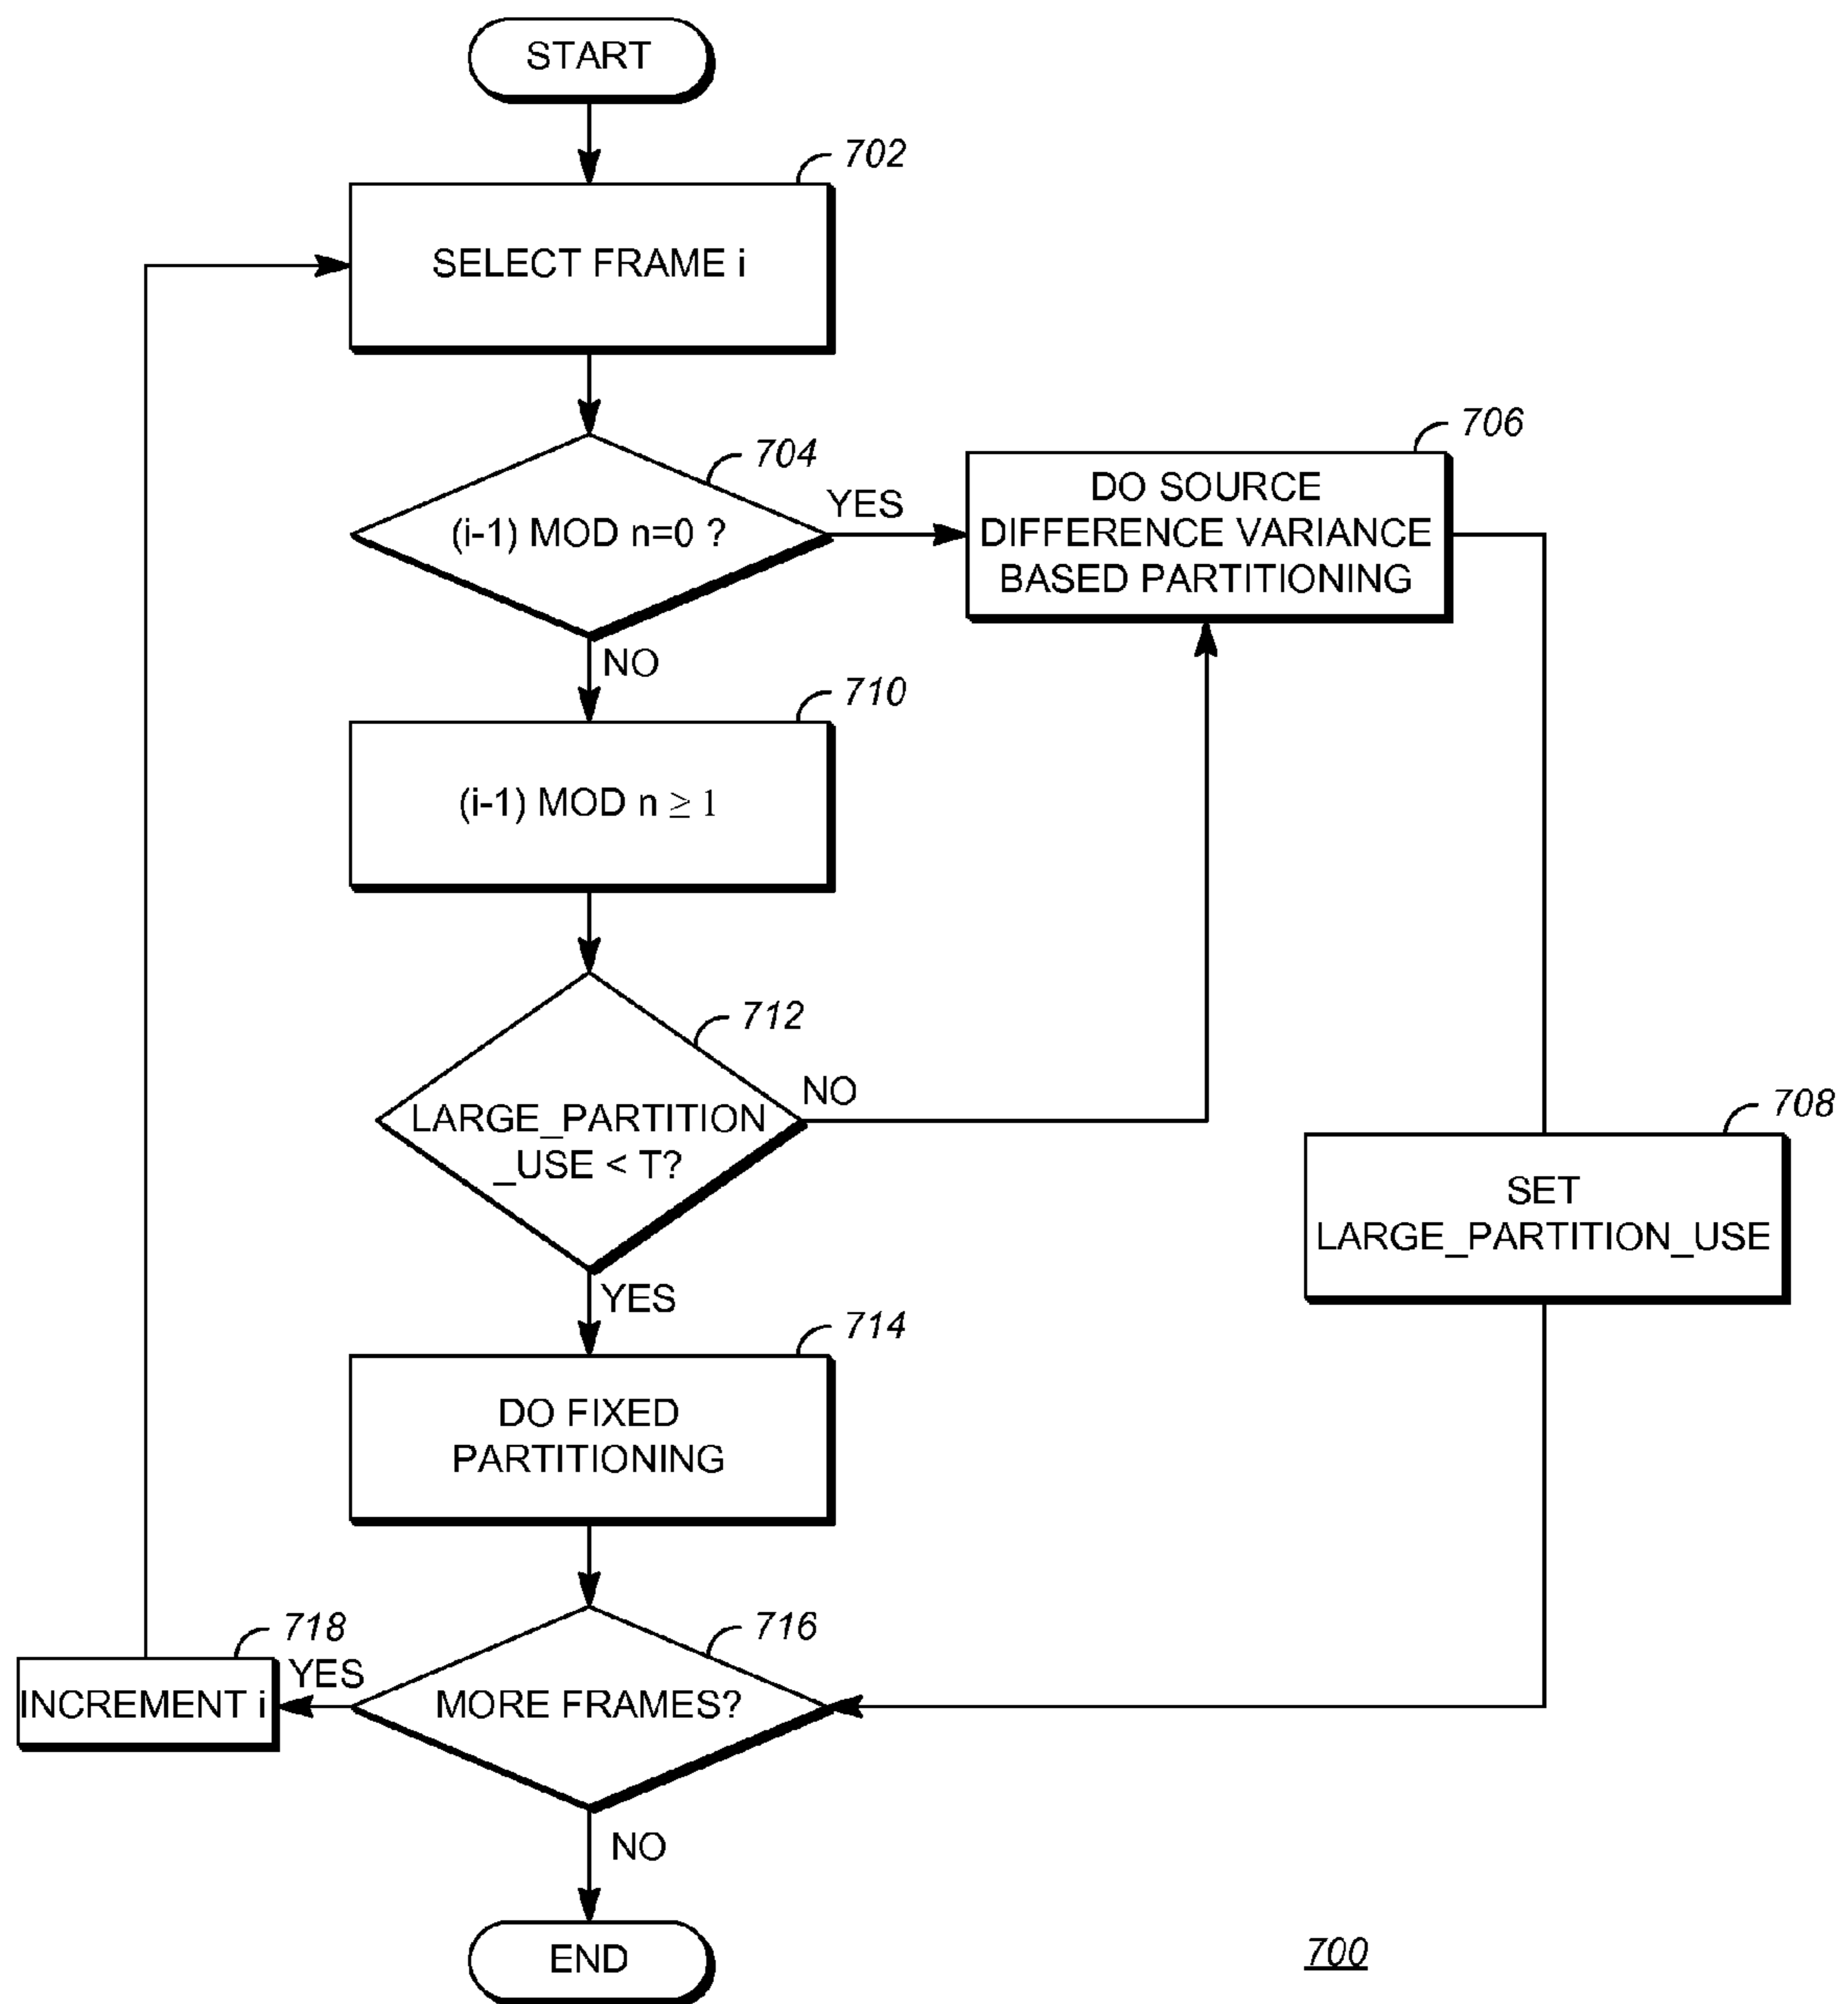 START
702
SELECT FRAME i
704
(i-1) MOD n=0 ?
YES
706
DO SOURCE
DIFFERENCE VARIANCE
BASED PARTITIONING
NO
710
(i-1) MOD n ≥ 1
712
LARGE_PARTITION
_USE < T?
NO
708
SET
LARGE_PARTITION_USE
YES
714
DO FIXED
PARTITIONING
716
MORE FRAMES?
718
YES
INCREMENT i
NO
END
700